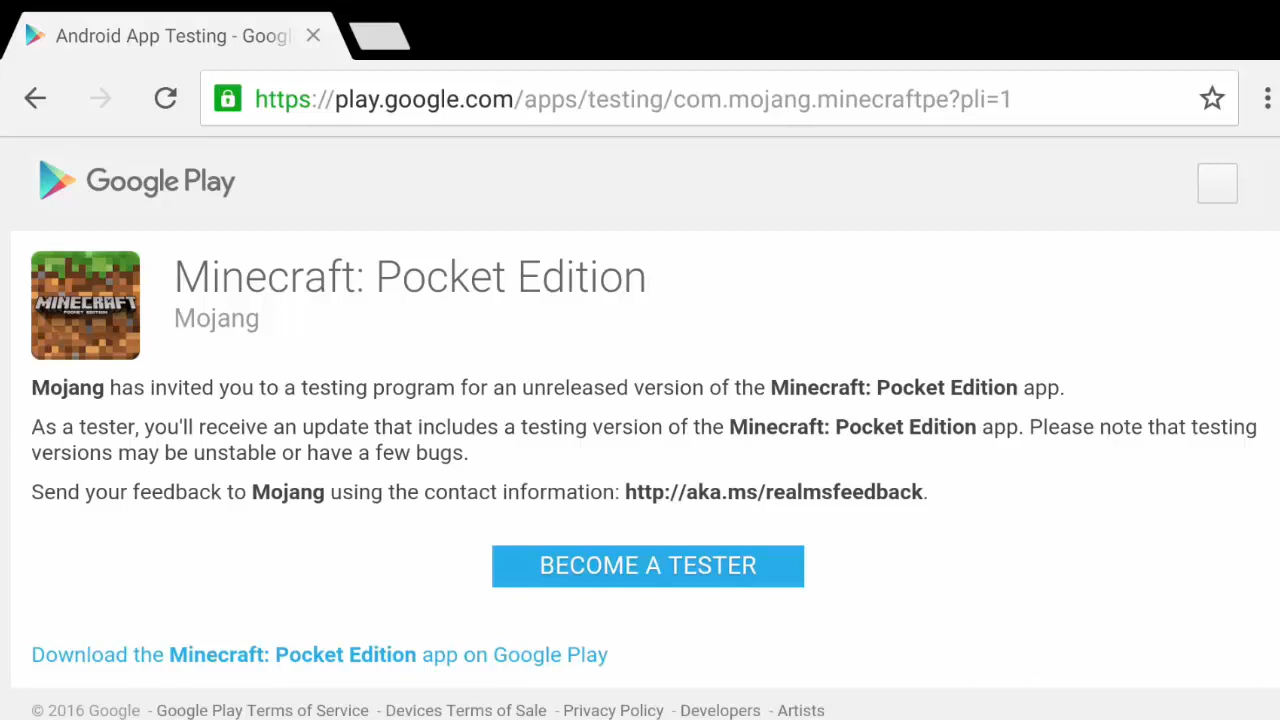 Android App Testing - Googl
https://play.google.com/apps/testing/com.mojang.minecraftpe?pli=1
Google Play
MINECRAFT
POCKET EDITION
Minecraft: Pocket Edition
Mojang
Mojang has invited you to a testing program for an unreleased version of the Minecraft: Pocket Edition app.
As a tester, you'll receive an update that includes a testing version of the Minecraft: Pocket Edition app. Please note that testing
versions may be unstable or have a few bugs.
Send your feedback to Mojang using the contact information: http://aka.ms/realmsfeedback.
BECOME A TESTER
Download the Minecraft: Pocket Edition app on Google Play
© 2016 Google - Google Play Terms of Service - Devices Terms of Sale - Privacy Policy - Developers - Artists